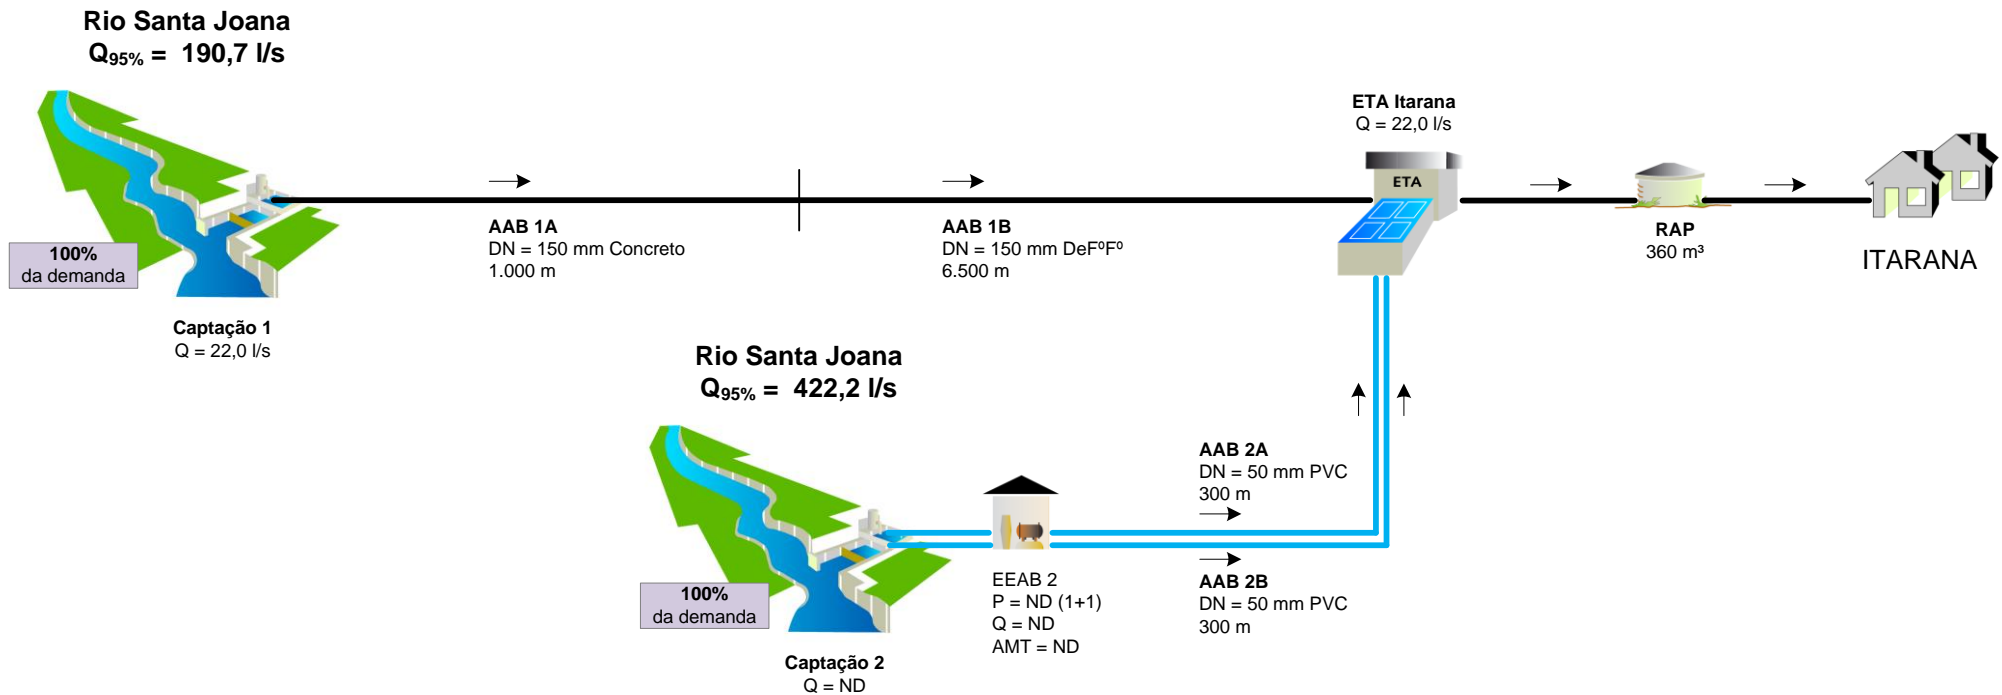 Rio Santa Joana
Q95% = 190,7 l/s
100%
da demanda
Captação 1
Q = 22,0 l/s
AAB 1A
DN = 150 mm Concreto
1.000 m
AAB 1B
DN = 150 mm DeFºFº
6.500 m
ETA Itarana
Q = 22,0 l/s
ETA
RAP
360 m³
ITARANA
Rio Santa Joana
Q95% = 422,2 l/s
100%
da demanda
Captação 2
Q = ND
EEAB 2
P = ND (1+1)
Q = ND
AMT = ND
AAB 2A
DN = 50 mm PVC
300 m
AAB 2B
DN = 50 mm PVC
300 m